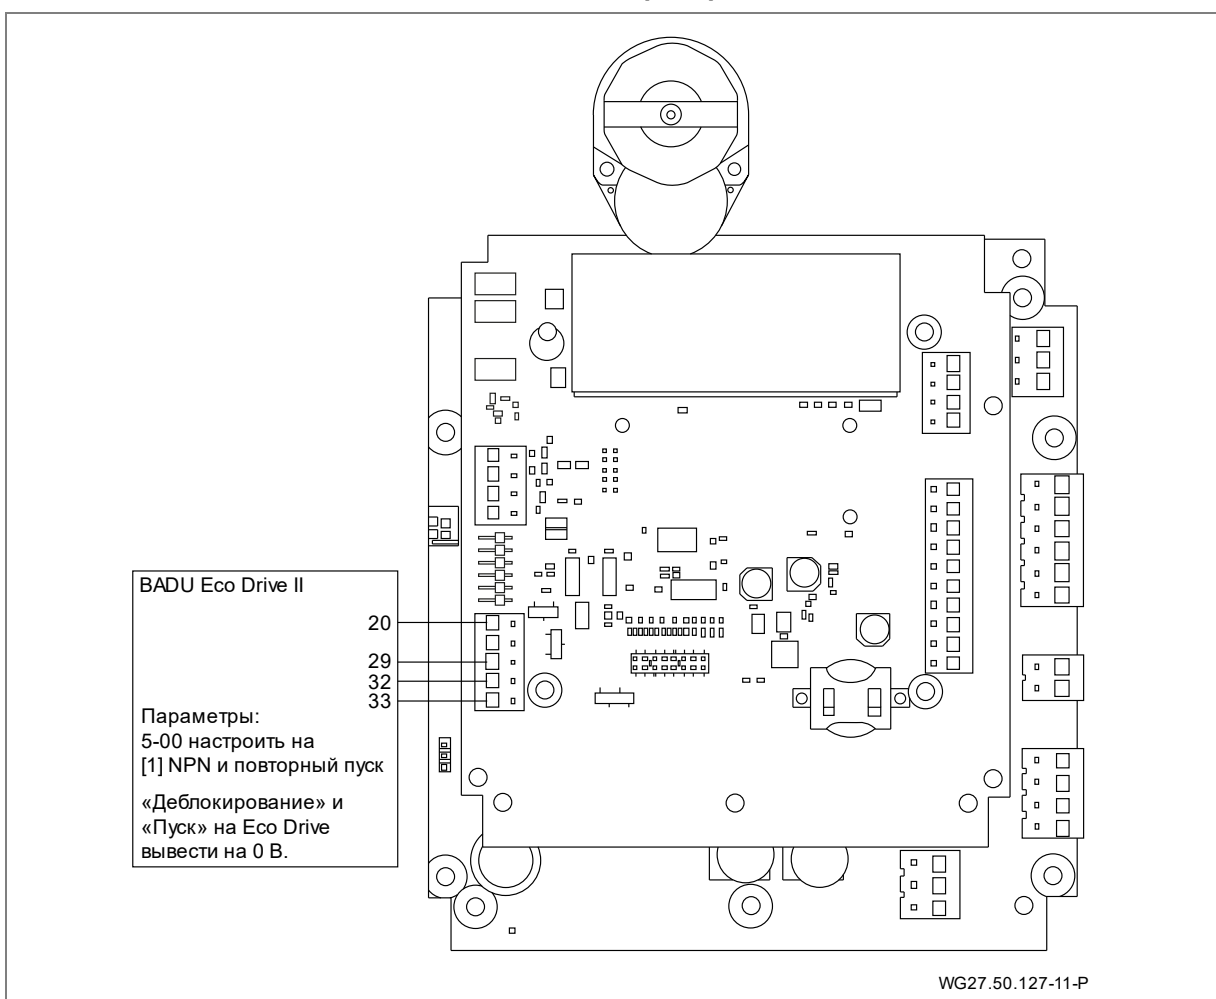 BADU Eco Drive II
20
29
32
33
Параметры:
5-00 настроить на
[1] NPN и повторный пуск
«Деблокирование» и
«Пуск» на Eco Drive
вывести на 0 В.
WG27.50.127-11-P